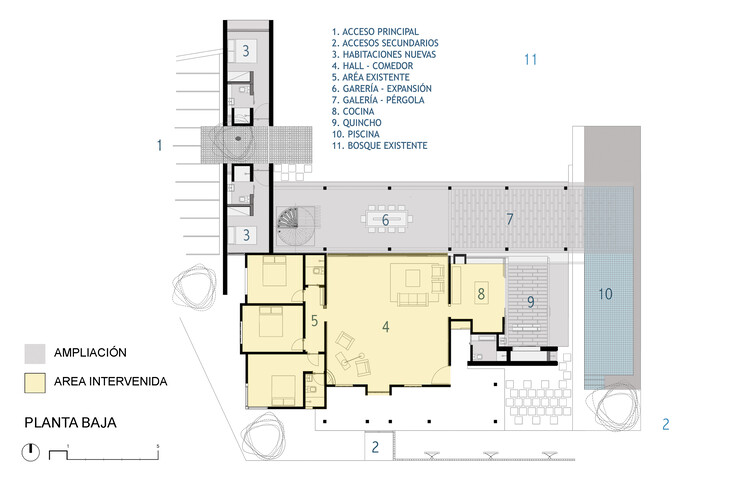 1. ACCESO PRINCIPAL
2. ACCESOS SECUNDARIOS
3. HABITACIONES NUEVAS
4. HALL - COMEDOR
5. ARÉA EXISTENTE
6. GARERÍA - EXPANSIÓN
7. GALERÍA - PÉRGOLA
8. COCINA
9. QUINCHO
10. PISCINA
11. BOSQUE EXISTENTE
3
11
1
6
7
3
8
9
10
5
4
AMPLIACIÓN
AREA INTERVENIDA
PLANTA BAJA
2
2
1
5